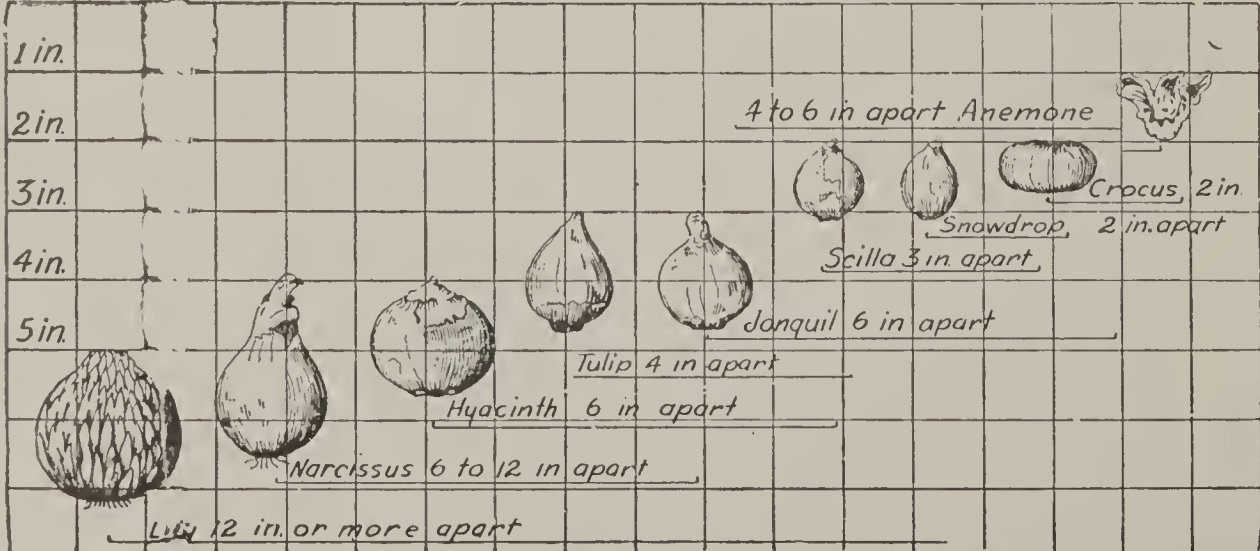 1 in.
2 in.
3 in.
4 in.
5 in.
4 to 6 in apart Anemone
Crocus, 2 in.
2 in. apart
Snowdrop,
Scilla 3 in. apart
Jonquil 6 in apart
Tulip 4 in apart
Hyacinth 6 in apart
Narcissus 6 to 12 in apart
Lily 12 in. or more apart